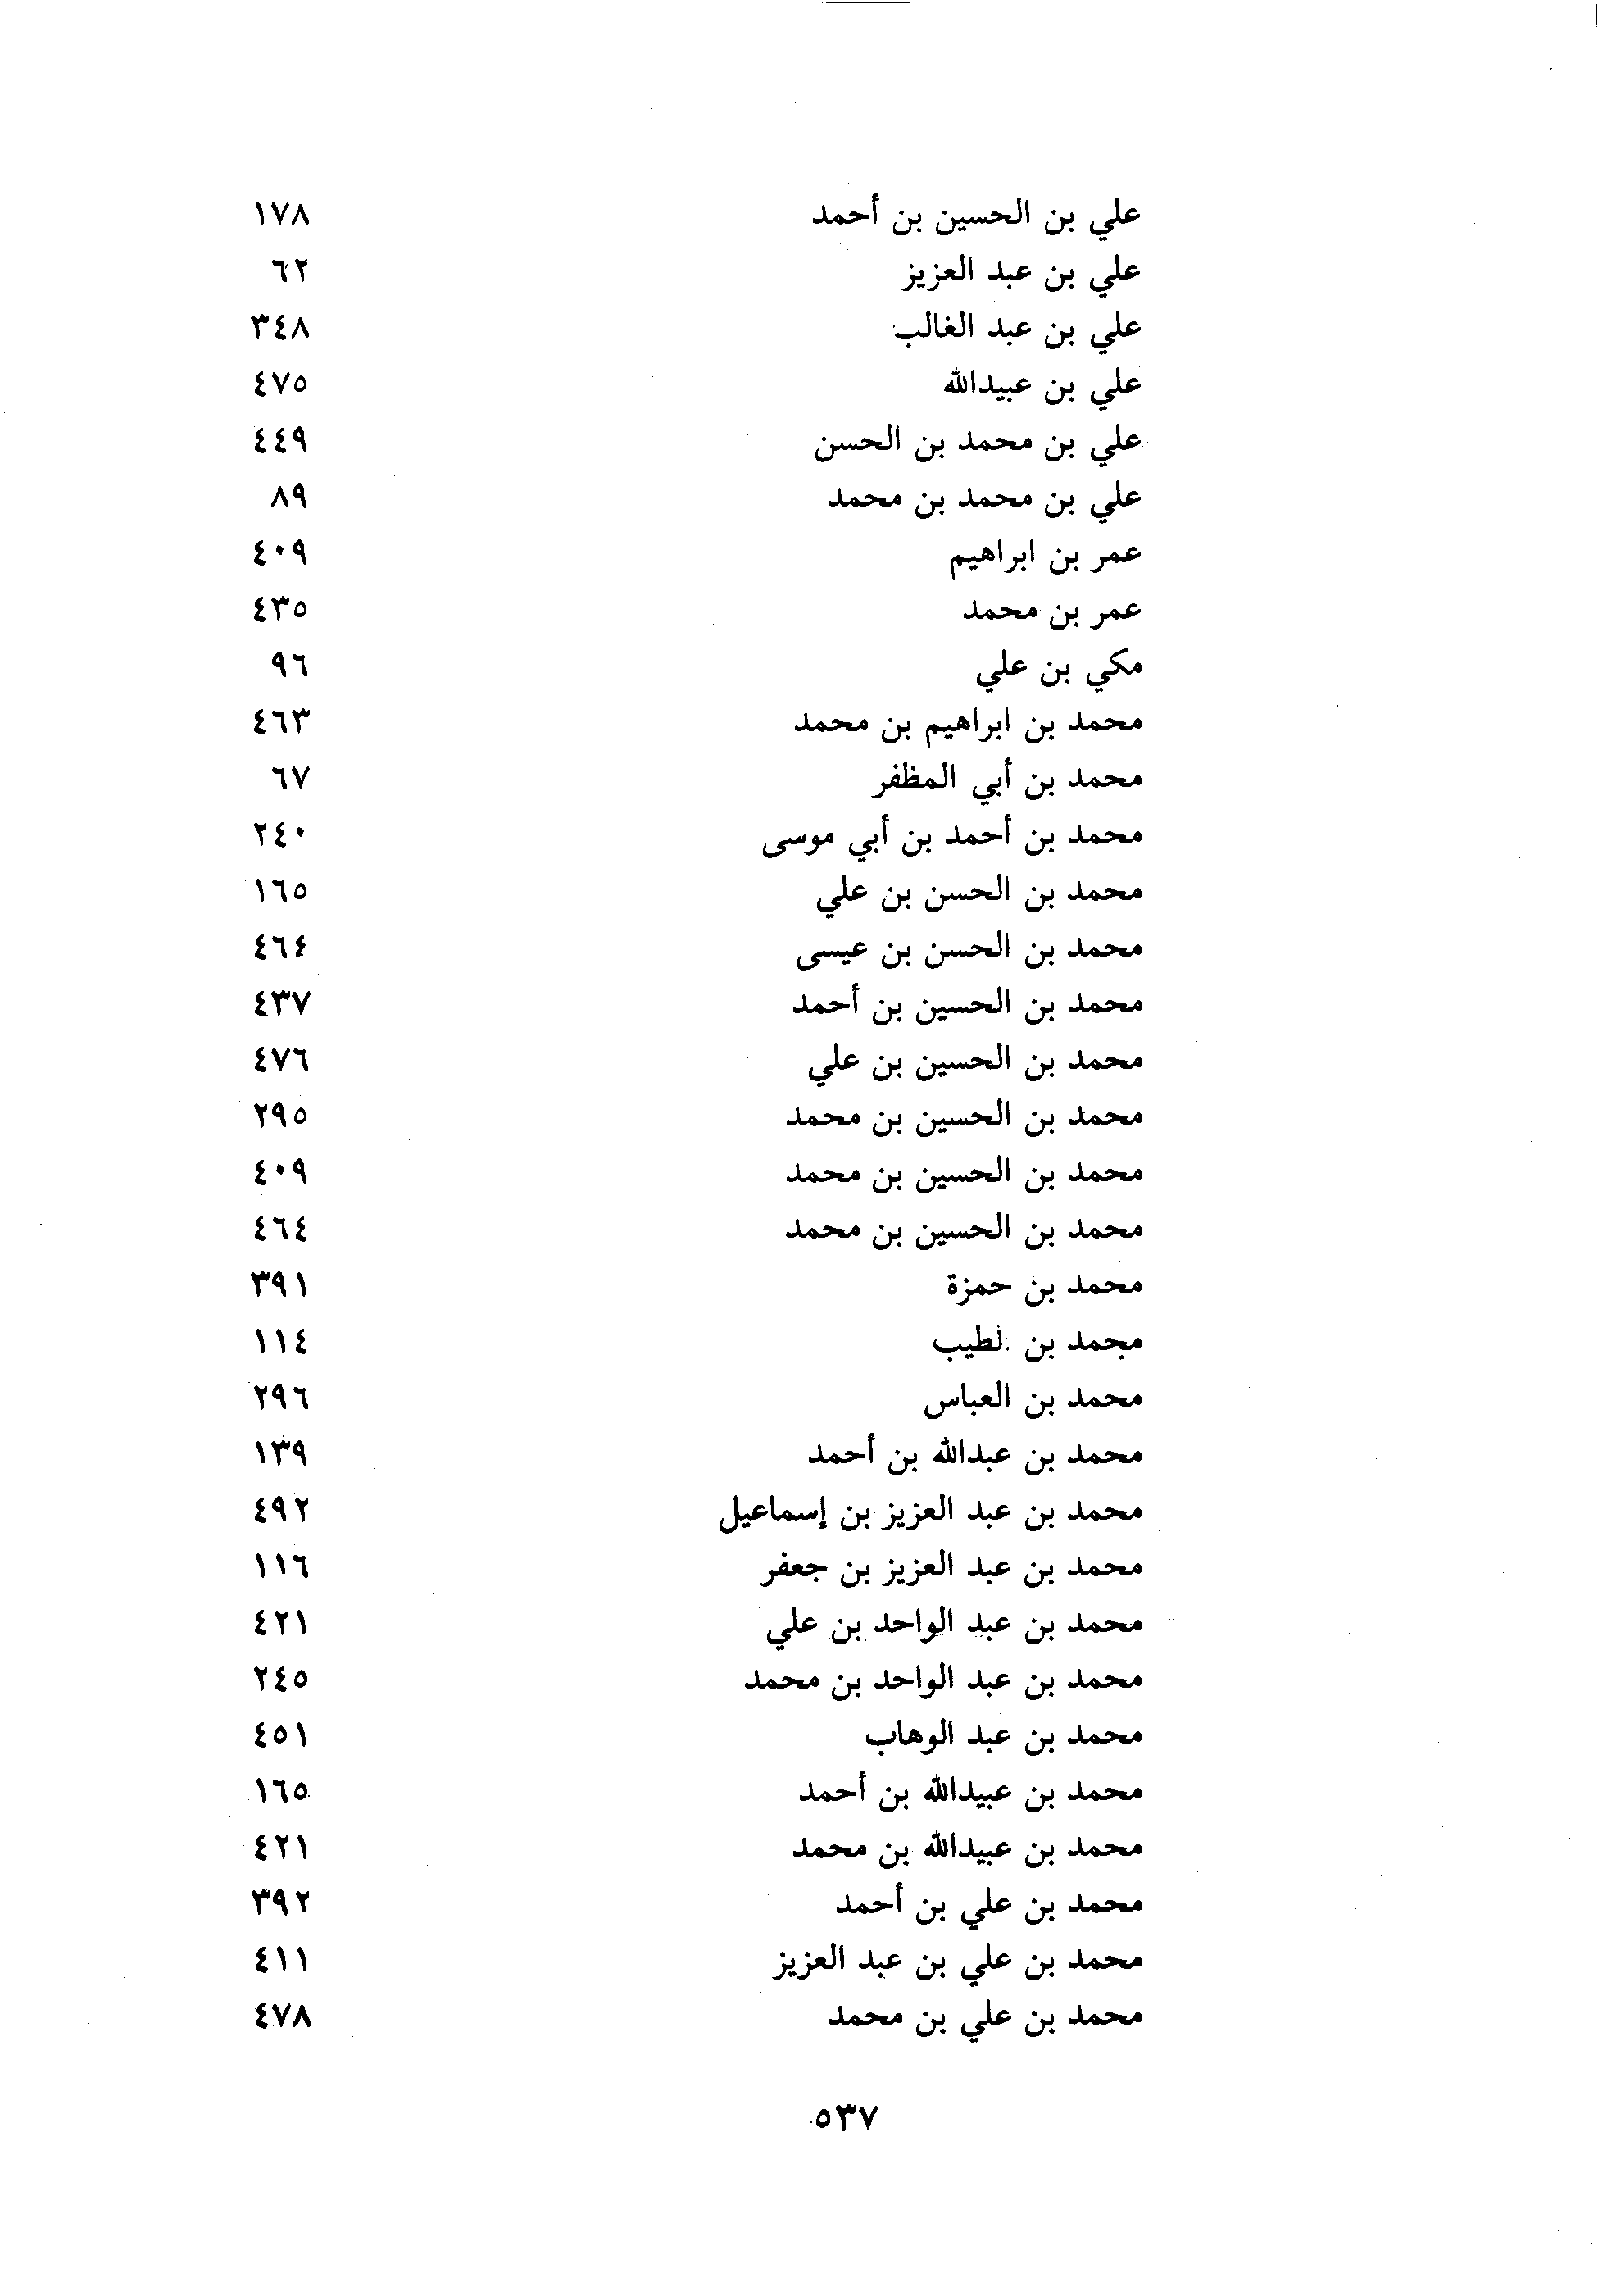 علي بن الحسين بن أحمد ١٧٨
علي بن عبد العزيز ٦٢
علي بن عبد الغالب ٣٤٨
علي بن عبيدالله ٤٧٥
علي بن محمد بن الحسن ٤٤٩
علي بن محمد بن محمد ٨٩
عمر بن ابراهيم ٤٠٩
عمر بن محمد ٤٣٥
مكي بن علي ٩٦
محمد بن ابراهيم بن محمد ٤٦٣
محمد بن أبي المظفر ٦٧
محمد بن أحمد بن أبي موسى ٢٤٠
محمد بن الحسن بن علي ١٦٥
محمد بن الحسن بن عيسى ٤٦٤
محمد بن الحسين بن أحمد ٤٣٧
محمد بن الحسين بن علي ٤٧٦
محمد بن الحسين بن محمد ٢٩٥
محمد بن الحسين بن محمد ٤٠٩
محمد بن الحسين بن محمد ٤٦٤
محمد بن حمزة ٣٩١
محمد بن الطيب ١١٤
محمد بن العباس ٢٩٦
محمد بن عبدالله بن أحمد ١٣٩
محمد بن عبد العزيز بن إسماعيل ٤٩٢
محمد بن عبد العزيز بن جعفر ١١٦
محمد بن عبد الواحد بن علي ٤٢١
محمد بن عبد الواحد بن محمد ٢٤٥
محمد بن عبد الوهاب ٤٥١
محمد بن عبيدالله بن أحمد ١٦٥
محمد بن عبيدالله بن محمد ٤٢١
محمد بن علي بن أحمد ٣٩٢
محمد بن علي بن عبد العزيز ٤١١
محمد بن علي بن محمد ٤٧٨
٥٣٧